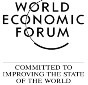 WORLD
ECONOMIC
FORUM
COMMITTED TO
IMPROVING THE STATE
OF THE WORLD